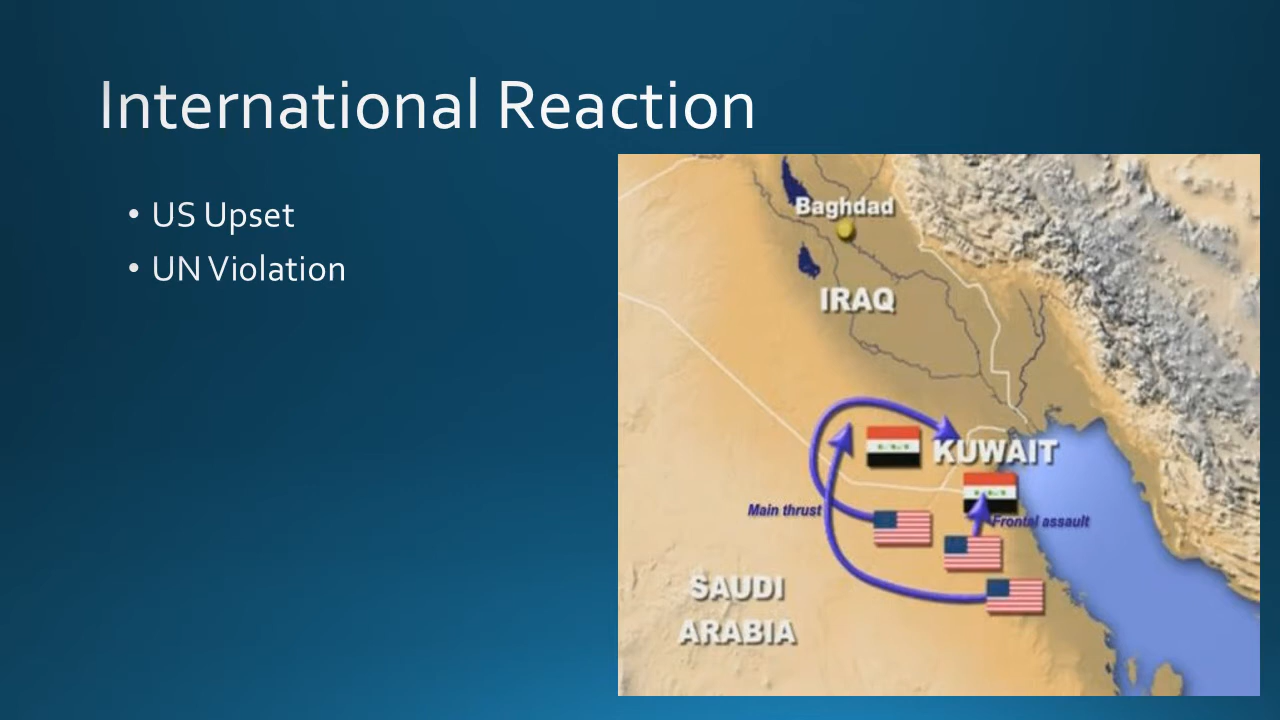 International Reaction
• US Upset
• UN Violation
Baghdad
IRAQ
KUWAIT
Main thrust
Frontal assault
SAUDI
ARABIA